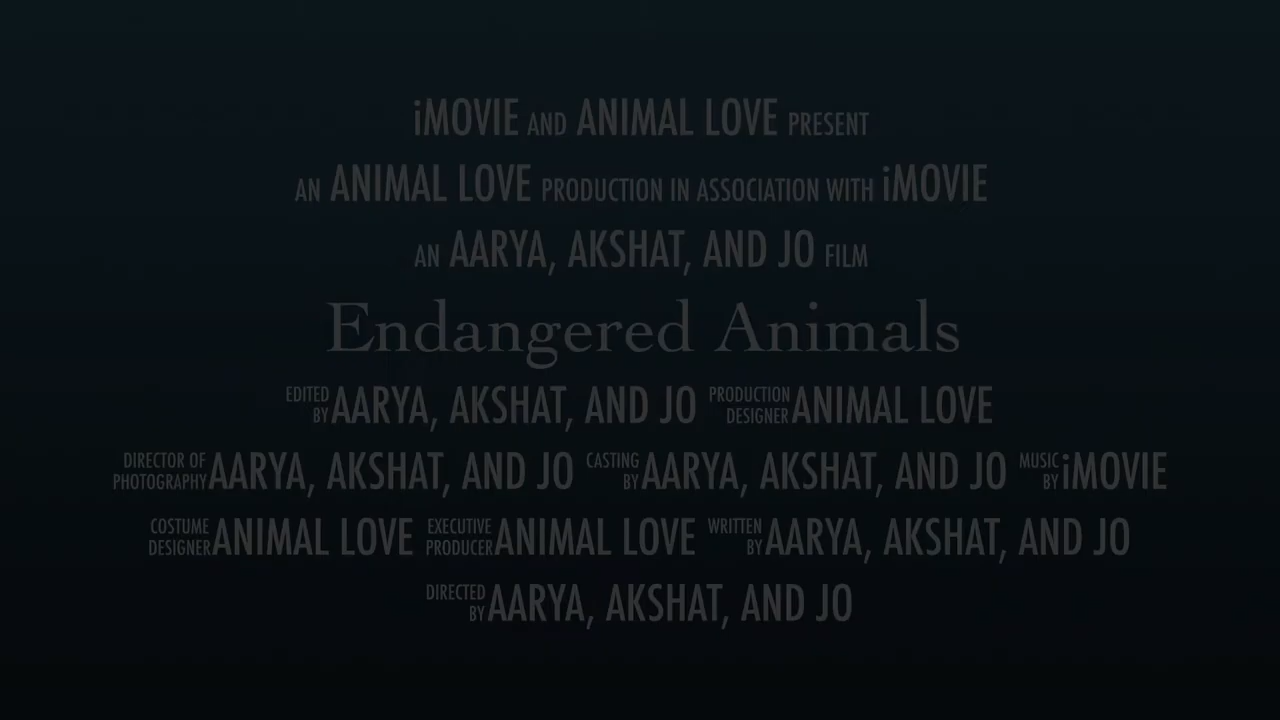 iMOVIE AND ANIMAL LOVE PRESENT
AN ANIMAL LOVE PRODUCTION IN ASSOCIATION WITH iMOVIE
AN AARYA, AKSHAT, AND JO FILM
Endangered Animals
EDITED BY AARYA, AKSHAT, AND JO PRODUCTION DESIGNER ANIMAL LOVE
DIRECTOR OF PHOTOGRAPHY AARYA, AKSHAT, AND JO CASTING BY AARYA, AKSHAT, AND JO MUSIC BY iMOVIE
COSTUME DESIGNER ANIMAL LOVE EXECUTIVE PRODUCER ANIMAL LOVE WRITTEN BY AARYA, AKSHAT, AND JO
DIRECTED BY AARYA, AKSHAT, AND JO